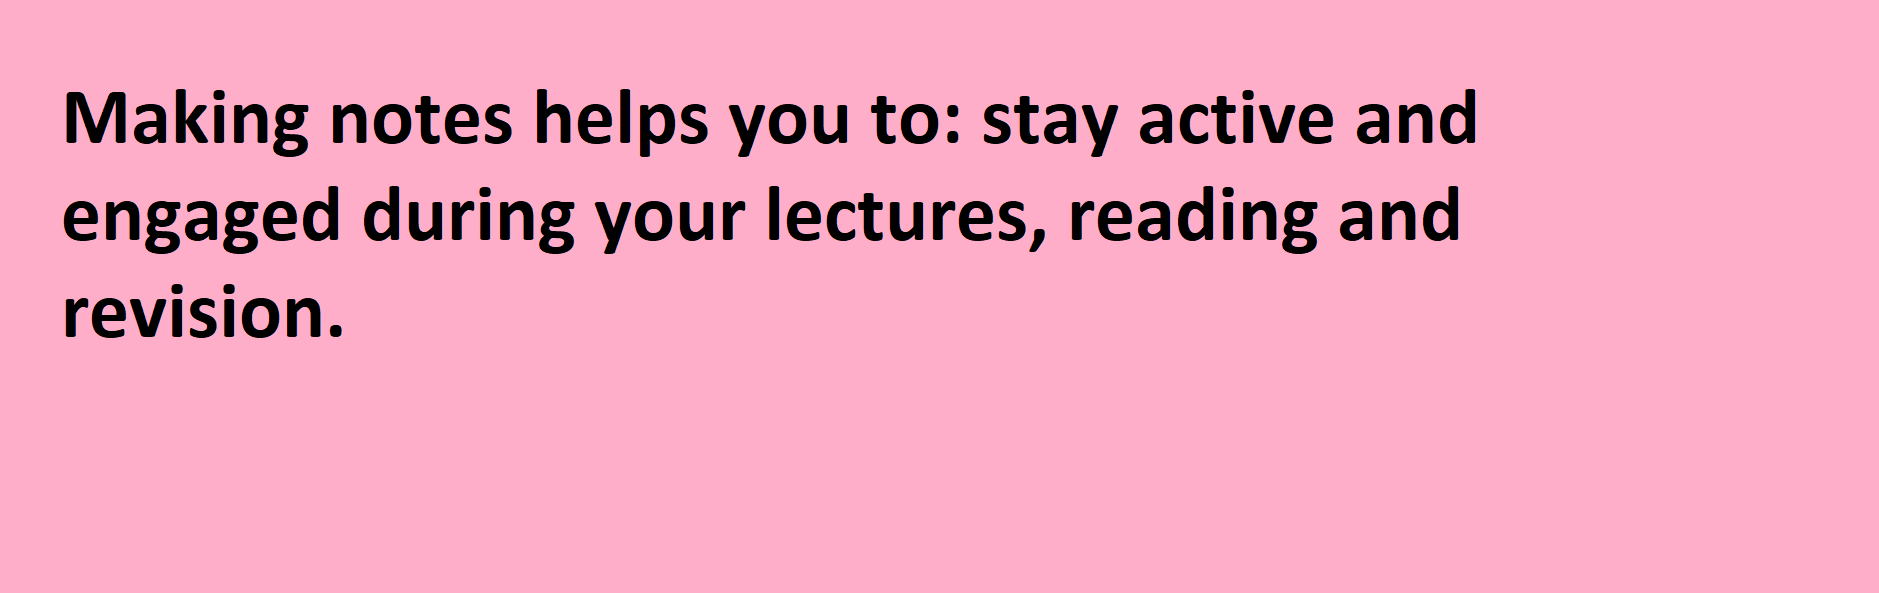 Making notes helps you to: stay active and
engaged during your lectures, reading and
revision.